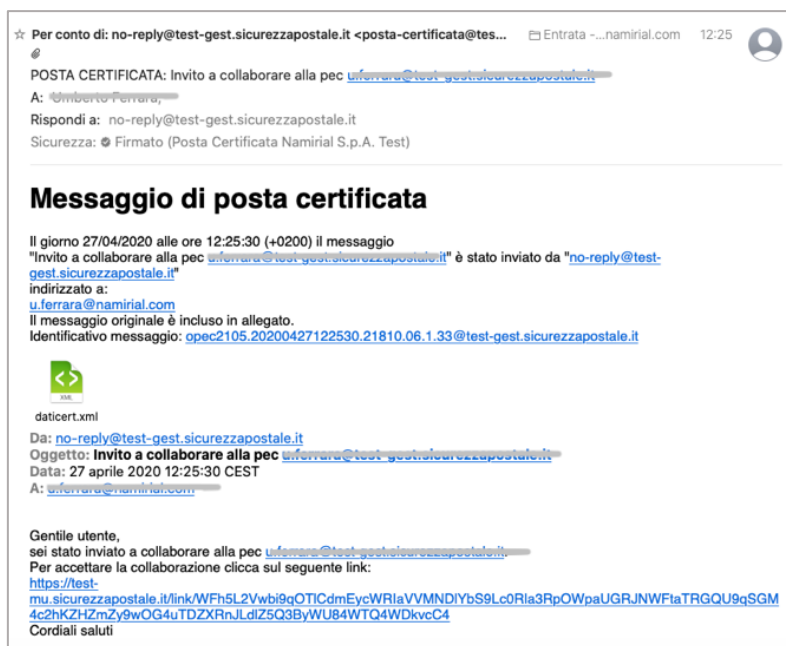 Per conto di: no-reply@test-gest.sicurezzapostale.it <posta-certificata@tes... Entrata -...namirial.com 12:25
POSTA CERTIFICATA: Invito a collaborare alla pec
A:
Rispondi a: no-reply@test-gest.sicurezzapostale.it
Sicurezza: Firmato (Posta Certificata Namirial S.p.A. Test)
Messaggio di posta certificata
Il giorno 27/04/2020 alle ore 12:25:30 (+0200) il messaggio
"Invito a collaborare alla pec " è stato inviato da "no-reply@test-
gest.sicurezzapostale.it"
indirizzato a:
u.ferrara@namirial.com
Il messaggio originale è incluso in allegato.
Identificativo messaggio: opec2105.20200427122530.21810.06.1.33@test-gest.sicurezzapostale.it
XML
daticert.xml
Da: no-reply@test-gest.sicurezzapostale.it
Oggetto: Invito a collaborare alla pec
Data: 27 aprile 2020 12:25:30 CEST
A:
Gentile utente,
sei stato inviato a collaborare alla pec
Per accettare la collaborazione clicca sul seguente link:
https://test-
mu.sicurezzapostale.it/link/WFh5L2Vwbi9qOTlCdmEycWRIaVVMNDlYbS9Lc0Rla3RpOWpaUGRJNWFtaTRGQU9qSGM
4c2hKZHZmZy9wOG4uTDZXRnJLdlZ5Q3ByWU84WTQ4WDkvcC4
Cordiali saluti